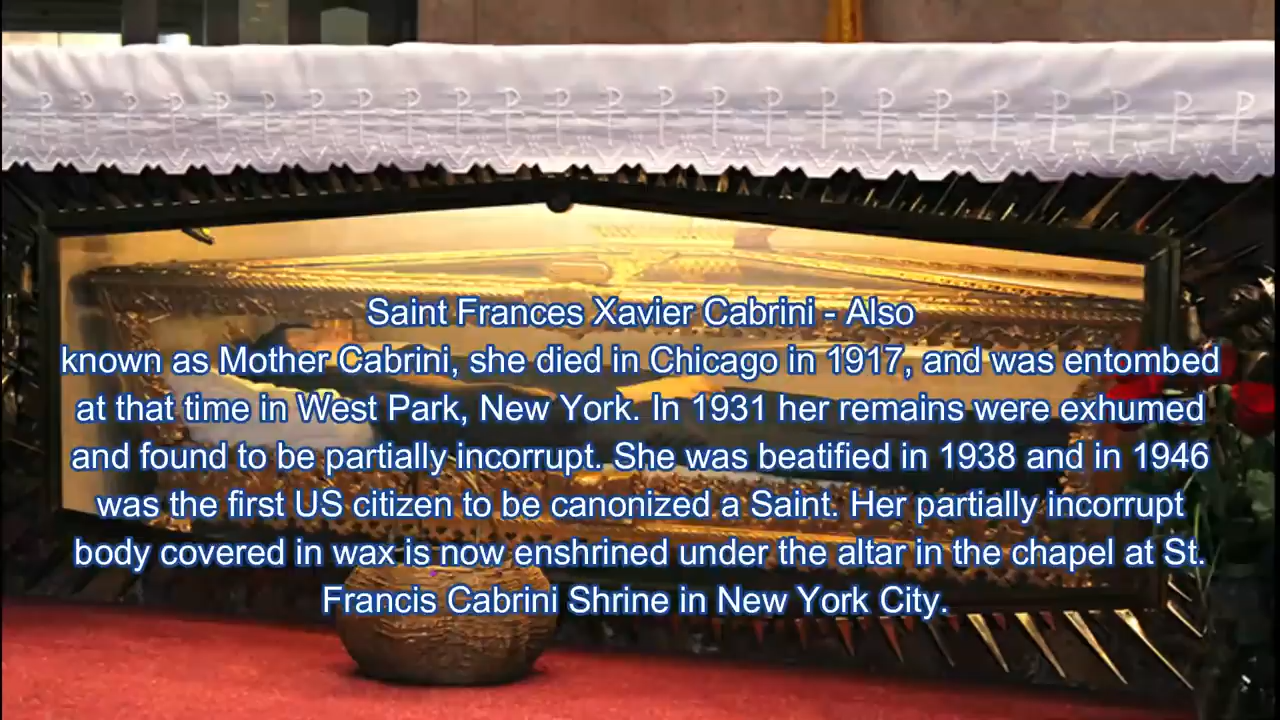 Saint Frances Xavier Cabrini - Also
known as Mother Cabrini, she died in Chicago in 1917, and was entombed
at that time in West Park, New York. In 1931 her remains were exhumed
and found to be partially incorrupt. She was beatified in 1938 and in 1946
was the first US citizen to be canonized a Saint. Her partially incorrupt
body covered in wax is now enshrined under the altar in the chapel at St.
Francis Cabrini Shrine in New York City.